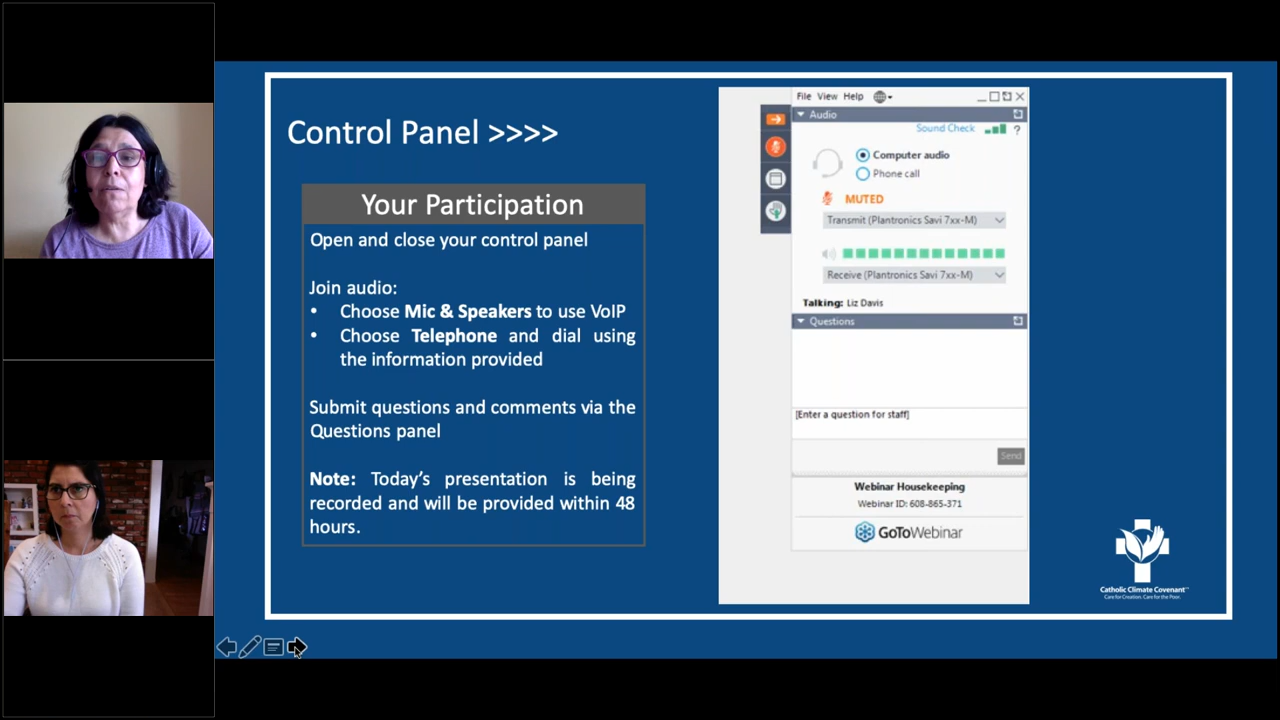 Control Panel >>>>
Your Participation
Open and close your control panel
Join audio:
• Choose Mic & Speakers to use VoIP
• Choose Telephone and dial using
the information provided
Submit questions and comments via the
Questions panel
Note: Today's presentation is being
recorded and will be provided within 48
hours.
File View Help
Audio
Sound Check ?
Computer audio
Phone call
MUTED
Transmit (Plantronics Savi 7xx-M)
Receive (Plantronics Savi 7xx-M)
Talking: Liz Davis
Questions
[Enter a question for staff]
Send
Webinar Housekeeping
Webinar ID: 608-865-371
GoToWebinar
Catholic Climate Covenant™
Care for Creation. Care for the Poor.